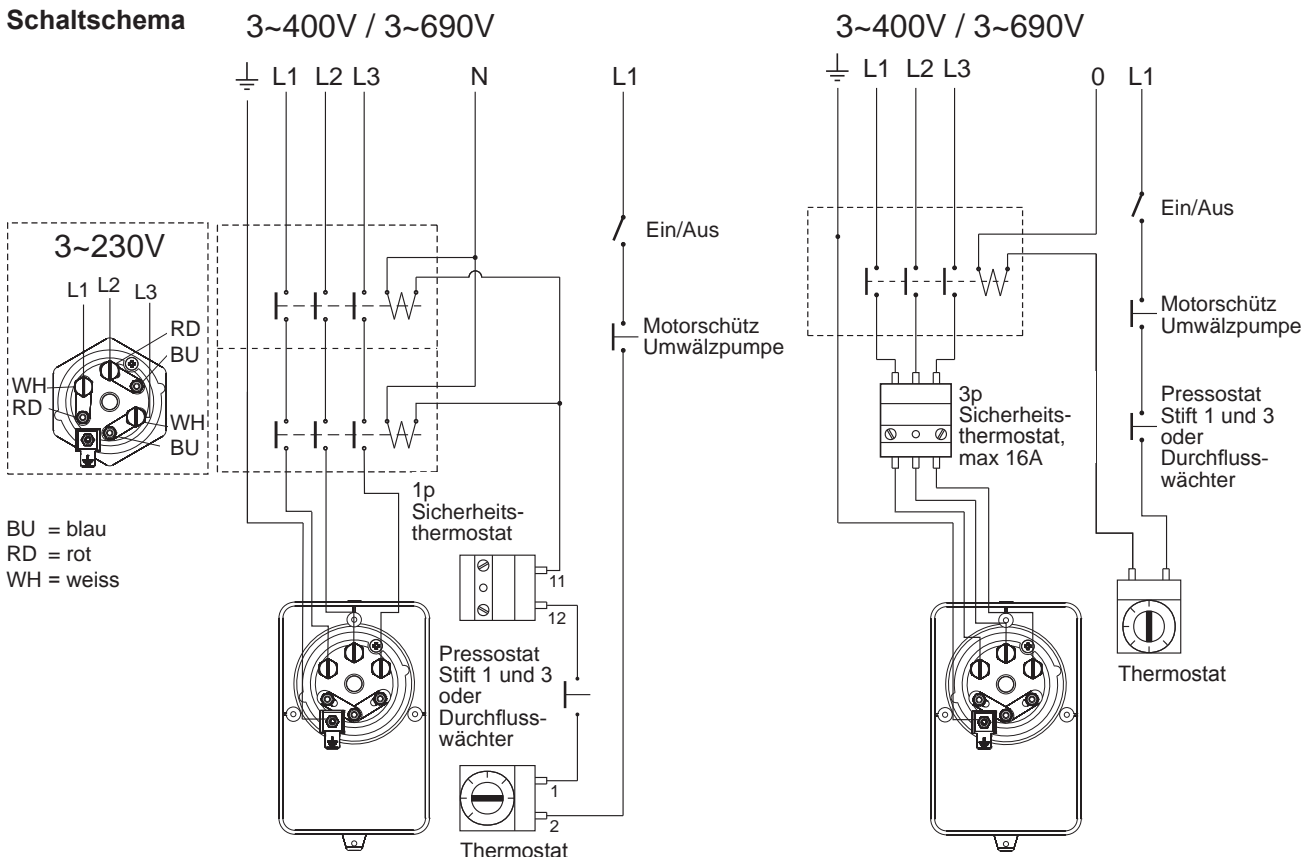 Schaltschema
3~400V / 3~690V
L1 L2 L3 N L1
Ein/Aus
Motorschütz
Umwälzpumpe
3~230V
L1 L2 L3
RD
BU
WH
RD
WH
BU
BU = blau
RD = rot
WH = weiss
1p
Sicherheits-
thermostat
11
12
Pressostat
Stift 1 und 3
oder
Durchfluss-
wächter
1
2
Thermostat
3~400V / 3~690V
L1 L2 L3 0 L1
Ein/Aus
Motorschütz
Umwälzpumpe
3p
Sicherheits-
thermostat,
max 16A
Pressostat
Stift 1 und 3
oder
Durchfluss-
wächter
Thermostat